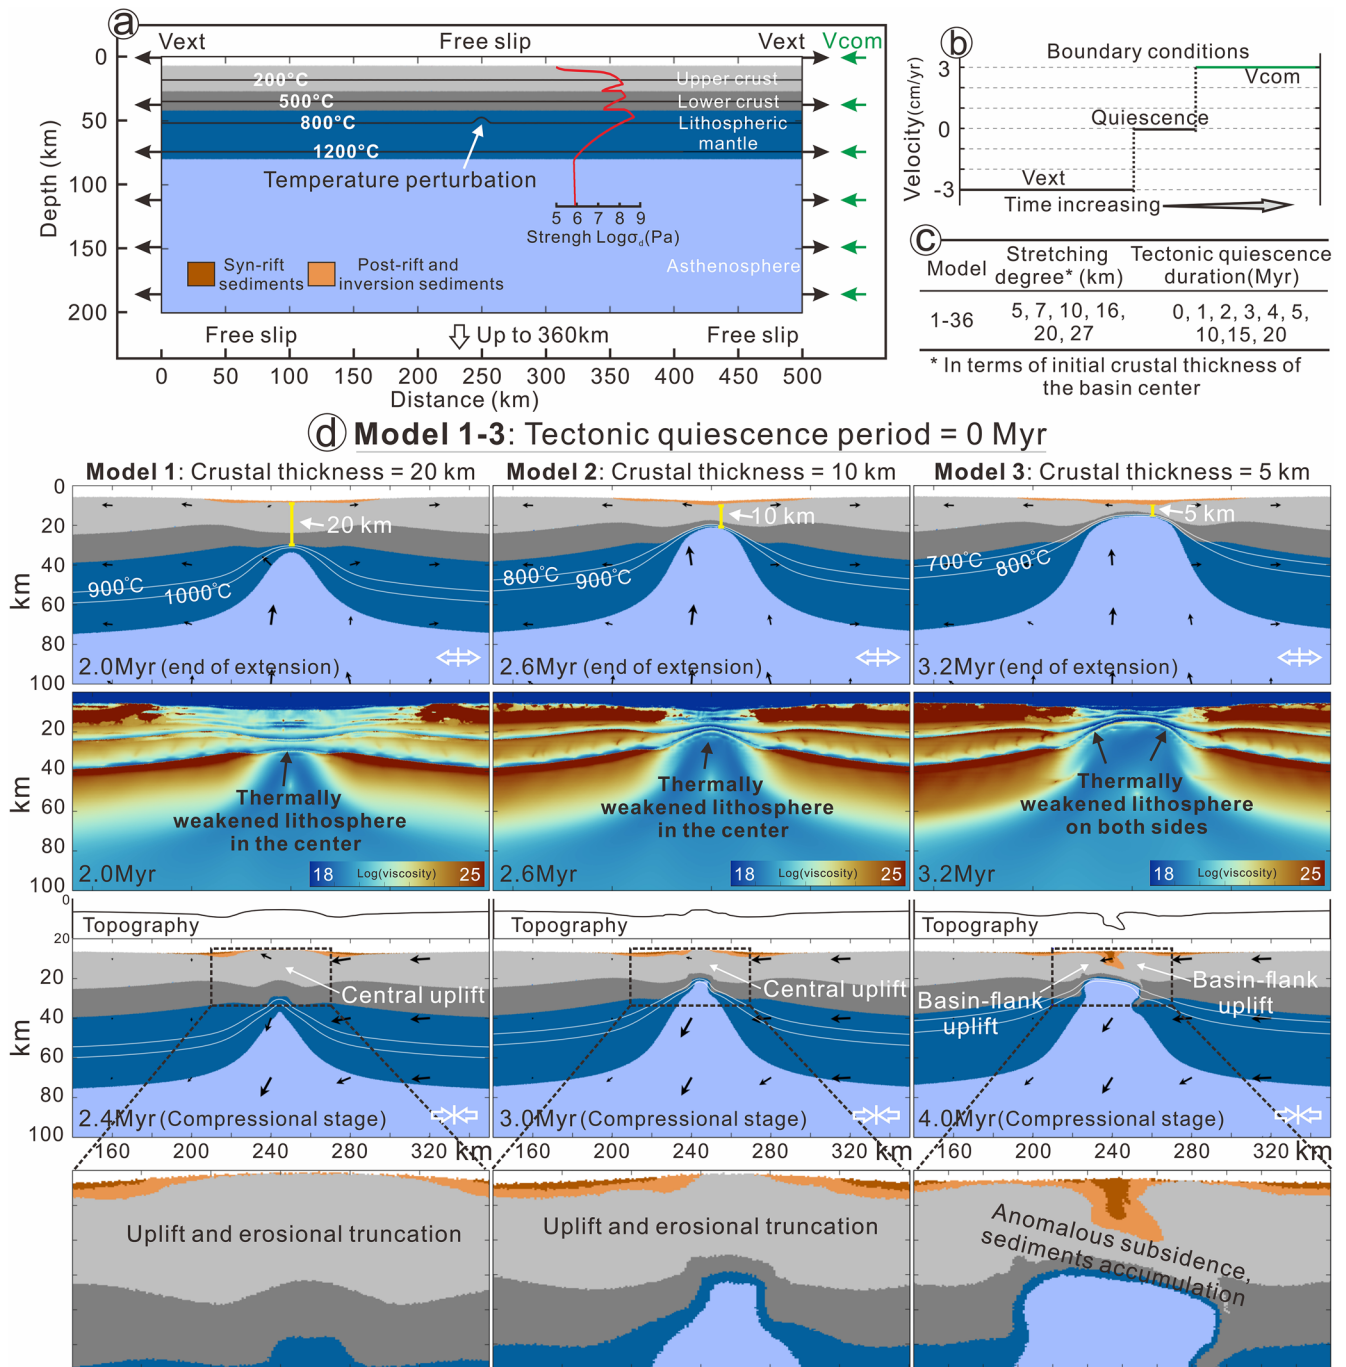 a
Vext
Free slip
Vext
Vcom
0
50
100
150
200
Depth (km)
200°C
500°C
800°C
1200°C
Upper crust
Lower crust
Lithospheric
mantle
Temperature perturbation
5 6 7 8 9
Strengh Logσd(Pa)
Asthenosphere
Syn-rift
sediments
Post-rift and
inversion sediments
Free slip
Up to 360km
Free slip
0 50 100 150 200 250 300 350 400 450 500
Distance (km)
b
Boundary conditions
Velocity(cm/yr)
3
0
-3
Vcom
Quiescence
Vext
Time increasing
c
Model
Stretching
degree* (km)
Tectonic quiescence
duration(Myr)
1-36
5, 7, 10, 16,
20, 27
0, 1, 2, 3, 4, 5,
10,15, 20
* In terms of initial crustal thickness of
the basin center
d Model 1-3: Tectonic quiescence period = 0 Myr
Model 1: Crustal thickness = 20 km
Model 2: Crustal thickness = 10 km
Model 3: Crustal thickness = 5 km
0
20
40
60
80
100
km
20 km
900°C
1000°C
2.0Myr (end of extension)
10 km
800°C
900°C
2.6Myr (end of extension)
5 km
700°C
800°C
3.2Myr (end of extension)
20
40
60
80
100
km
Thermally
weakened lithosphere
in the center
2.0Myr
18 Log(viscosity) 25
Thermally
weakened lithosphere
in the center
2.6Myr
18 Log(viscosity) 25
Thermally
weakened lithosphere
on both sides
3.2Myr
18 Log(viscosity) 25
0
20
Topography
Topography
Topography
0
20
40
60
80
100
km
Central uplift
2.4Myr (Compressional stage)
Central uplift
3.0Myr (Compressional stage)
Basin-flank
uplift
Basin-flank
uplift
4.0Myr (Compressional stage)
160 240 320 km
160 240 320 km
160 240 320 km
Uplift and erosional truncation
Uplift and erosional truncation
Anomalous subsidence,
sediments accumulation